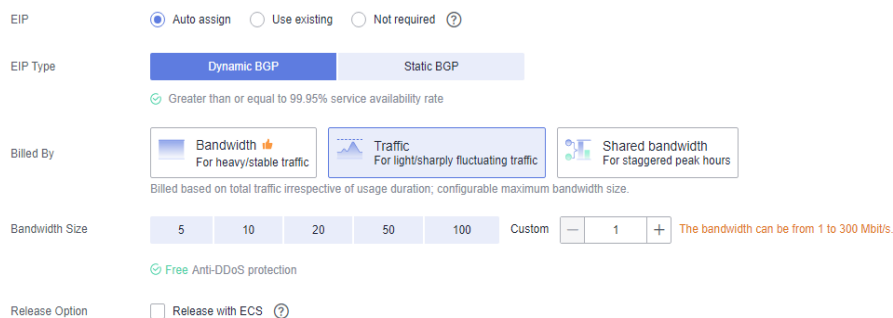 EIP Auto assign Use existing Not required ?
EIP Type Dynamic BGP Static BGP
Greater than or equal to 99.95% service availability rate
Billed By
Bandwidth
For heavy/stable traffic
Traffic
For light/sharply fluctuating traffic
Shared bandwidth
For staggered peak hours
Billed based on total traffic irrespective of usage duration; configurable maximum bandwidth size.
Bandwidth Size 5 10 20 50 100 Custom — 1 + The bandwidth can be from 1 to 300 Mbit/s.
Free Anti-DDoS protection
Release Option Release with ECS ?